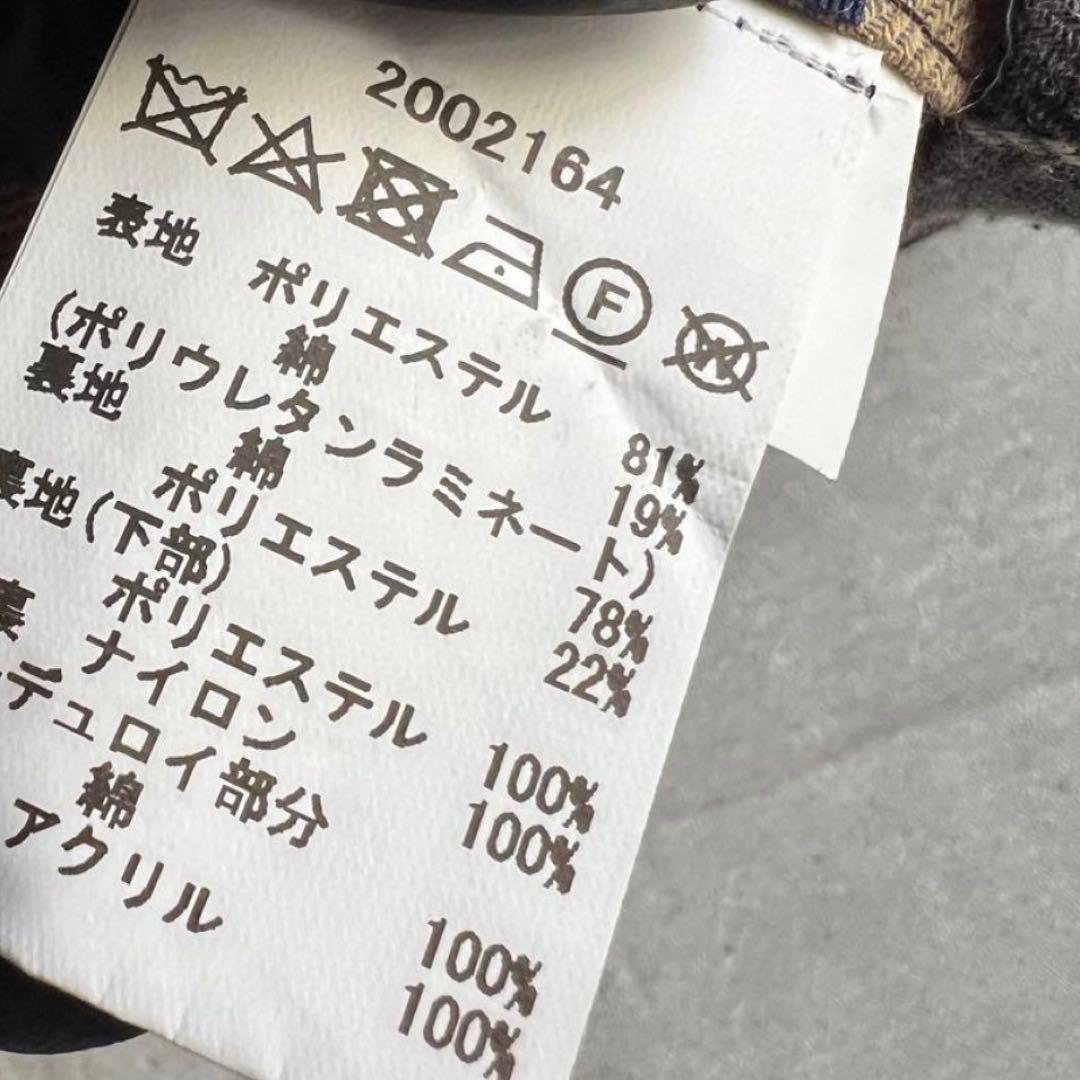 2002164
F W
表地 ポリエステル 81%
綿 19%
(ポリウレタンラミネート)
裏地 綿 78%
ポリエステル 22%
裏地(下部)
ポリエステル 100%
裏 ナイロン 100%
デュロイ部分
綿 100%
アクリル 100%